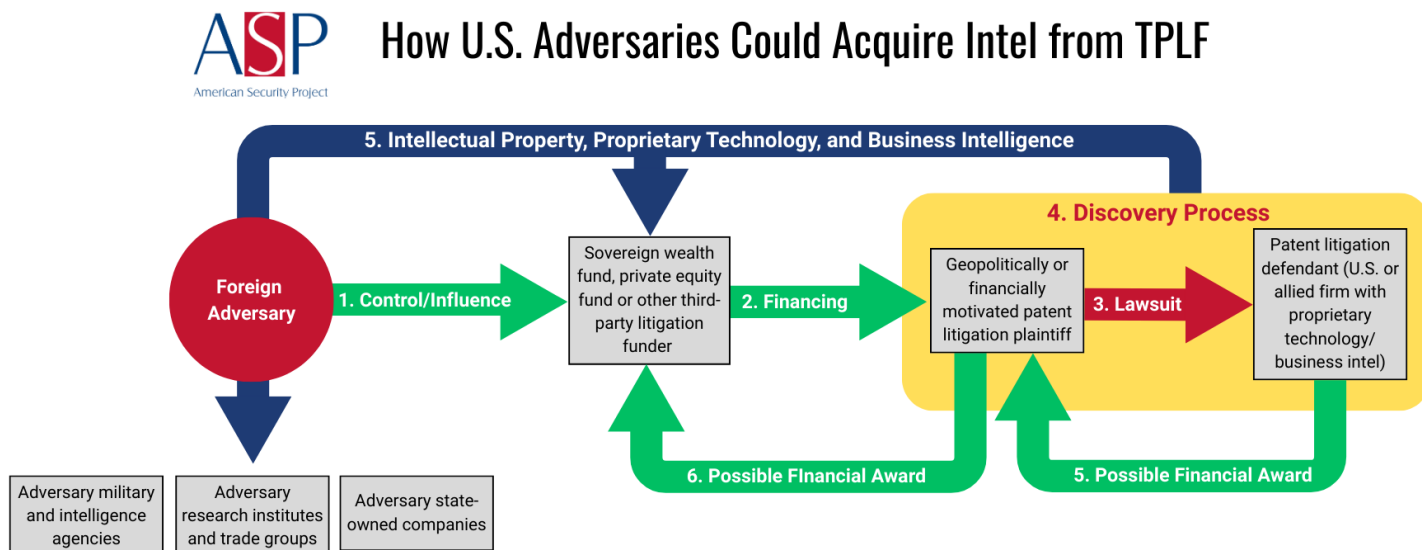 ASP
American Security Project
How U.S. Adversaries Could Acquire Intel from TPLF
5. Intellectual Property, Proprietary Technology, and Business Intelligence
4. Discovery Process
Foreign
Adversary
1. Control/Influence
Sovereign wealth
fund, private equity
fund or other third-
party litigation
funder
2. Financing
Geopolitically or
financially
motivated patent
litigation plaintiff
3. Lawsuit
Patent litigation
defendant (U.S. or
allied firm with
proprietary
technology/
business intel)
6. Possible FInancial Award
5. Possible Financial Award
Adversary military
and intelligence
agencies
Adversary
research institutes
and trade groups
Adversary state-
owned companies